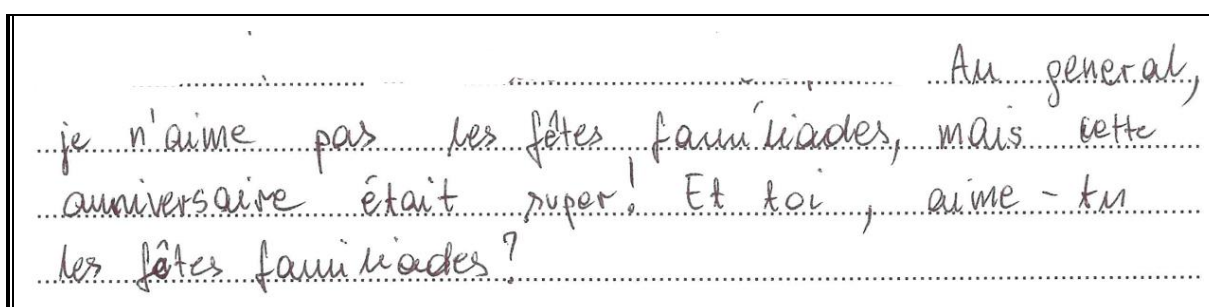 Au general,
je n'aime pas les fêtes familiades, mais cette
anniversaire était super! Et toi, aime-tu
les fêtes familiades?